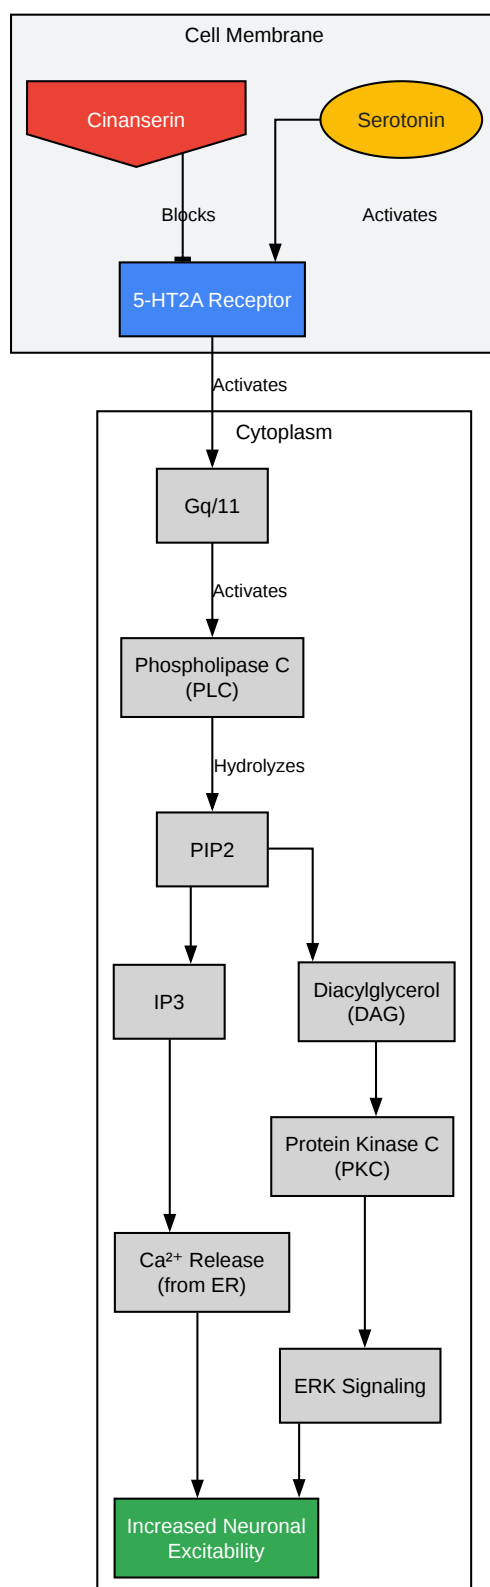 Cell Membrane
Cinanserin
Serotonin
Blocks
Activates
5-HT2A Receptor
Activates
Cytoplasm
Gq/11
Activates
Phospholipase C
(PLC)
Hydrolyzes
PIP2
IP3
Diacylglycerol
(DAG)
Protein Kinase C
(PKC)
Ca²⁺ Release
(from ER)
ERK Signaling
Increased Neuronal
Excitability